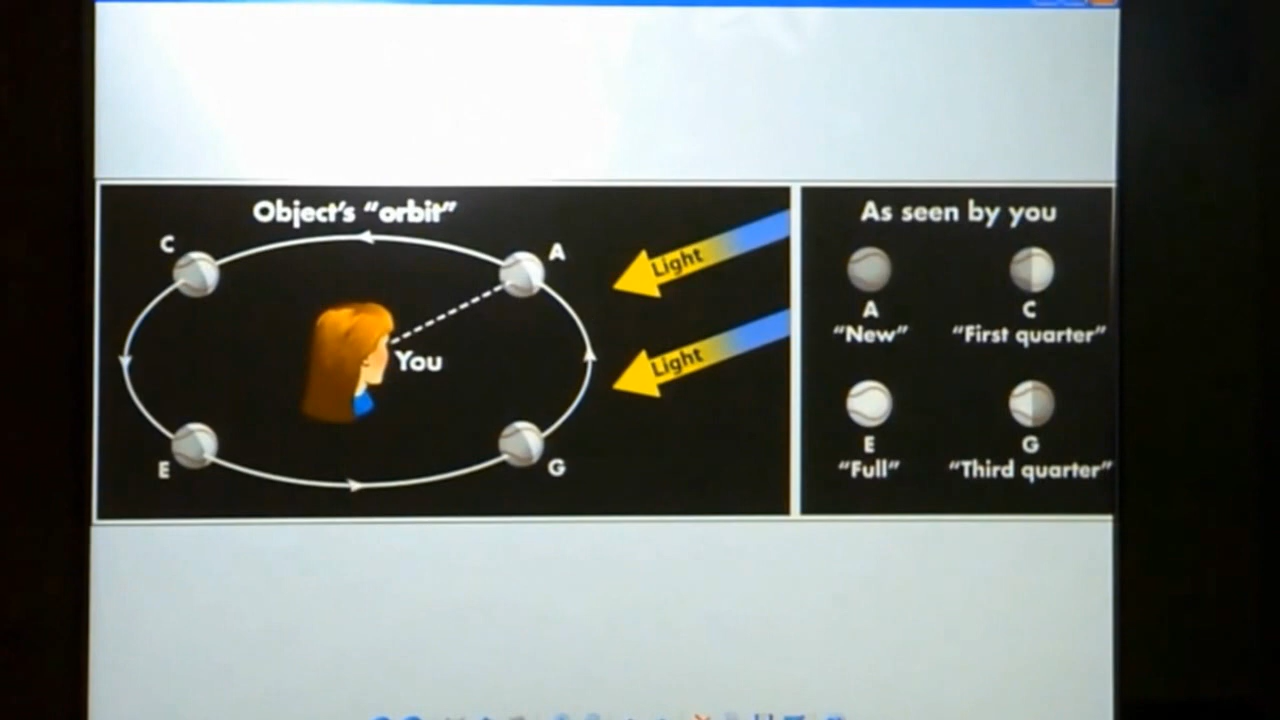 Object's "orbit"
C
A
Light
Light
You
E
G
As seen by you
A
C
"New"
"First quarter"
E
G
"Full"
"Third quarter"